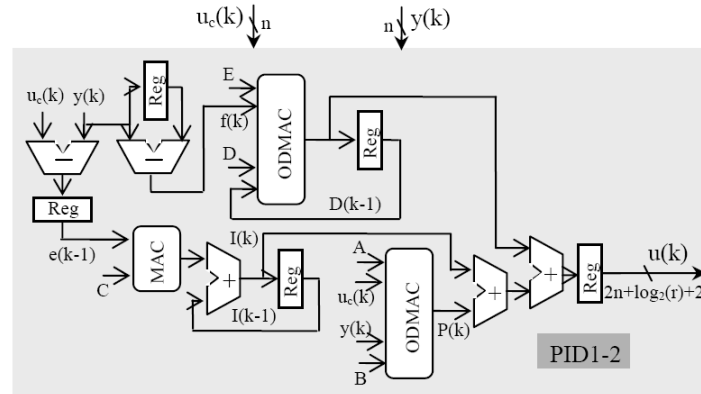 u_c(k) n n y(k)
u_c(k) y(k) Reg E
f(k) ODMAC
D Reg
D(k-1)
Reg
e(k-1) MAC I(k) A
C + Reg u_c(k) ODMAC + + Reg u(k)
I(k-1) y(k) P(k) 2n+log_2(r)+2
B
PID1-2